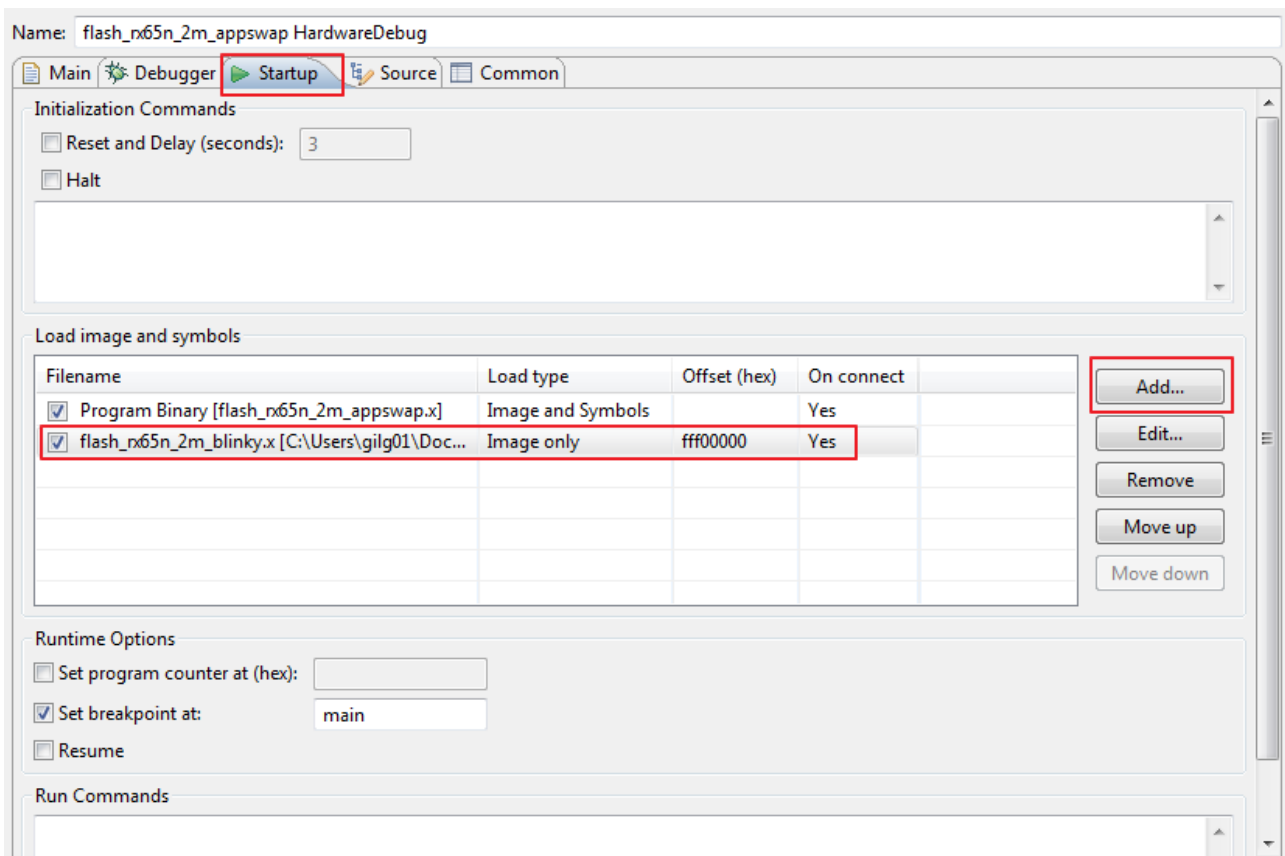 Name: flash_rx65n_2m_appswap HardwareDebug
Main Debugger Startup Source Common
Initialization Commands
Reset and Delay (seconds): 3
Halt
Load image and symbols
Filename Load type Offset (hex) On connect
Program Binary [flash_rx65n_2m_appswap.x] Image and Symbols Yes
flash_rx65n_2m_blinky.x [C:\Users\gilg01\Doc... Image only fff00000 Yes
Add...
Edit...
Remove
Move up
Move down
Runtime Options
Set program counter at (hex):
Set breakpoint at: main
Resume
Run Commands